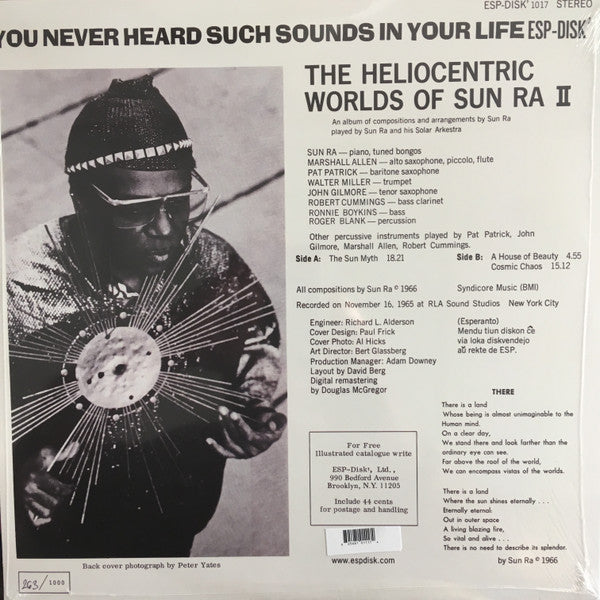 ESP-DISK' 1017 STEREO
YOU NEVER HEARD SUCH SOUNDS IN YOUR LIFE ESP-DISK'
THE HELIOCENTRIC
WORLDS OF SUN RA II
An album of compositions and arrangements by Sun Ra
played by Sun Ra and his Solar Arkestra
SUN RA — piano, tuned bongos
MARSHALL ALLEN — alto saxophone, piccolo, flute
PAT PATRICK — baritone saxophone
WALTER MILLER — trumpet
JOHN GILMORE — tenor saxophone
ROBERT CUMMINGS — bass clarinet
RONNIE BOYKINS — bass
ROGER BLANK — percussion
Other percussive instruments played by Pat Patrick, John
Gilmore, Marshall Allen, Robert Cummings.
Side A: The Sun Myth 18.21
Side B: A House of Beauty 4.55
Cosmic Chaos 15.12
All compositions by Sun Ra © 1966 Syndicore Music (BMI)
Recorded on November 16, 1965 at RLA Sound Studios New York City
Engineer: Richard L. Alderson
Cover Design: Paul Frick
Cover Photo: Al Hicks
Art Director: Bert Glassberg
Production Manager: Adam Downey
Layout by David Berg
Digital remastering
by Douglas McGregor
(Esperanto)
Mendu tiun diskon ĉe
via loka diskvendejo
aŭ rekte de ESP.
For Free
Illustrated catalogue write
ESP-Disk', Ltd.,
990 Bedford Avenue
Brooklyn, N.Y. 11205
Include 44 cents
for postage and handling
www.espdisk.com
THERE
There is a land
Whose being is almost unimaginable to the
Human mind.
On a clear day,
We stand there and look farther than the
ordinary eye can see.
Far above the roof of the world,
We can encompass vistas of the worlds.
There is a land
Where the sun shines eternally . . .
Eternally eternal:
Out in outer space
A living blazing fire,
So vital and alive . . .
There is no need to describe its splendor.
by Sun Ra © 1966
Back cover photograph by Peter Yates
263/1000